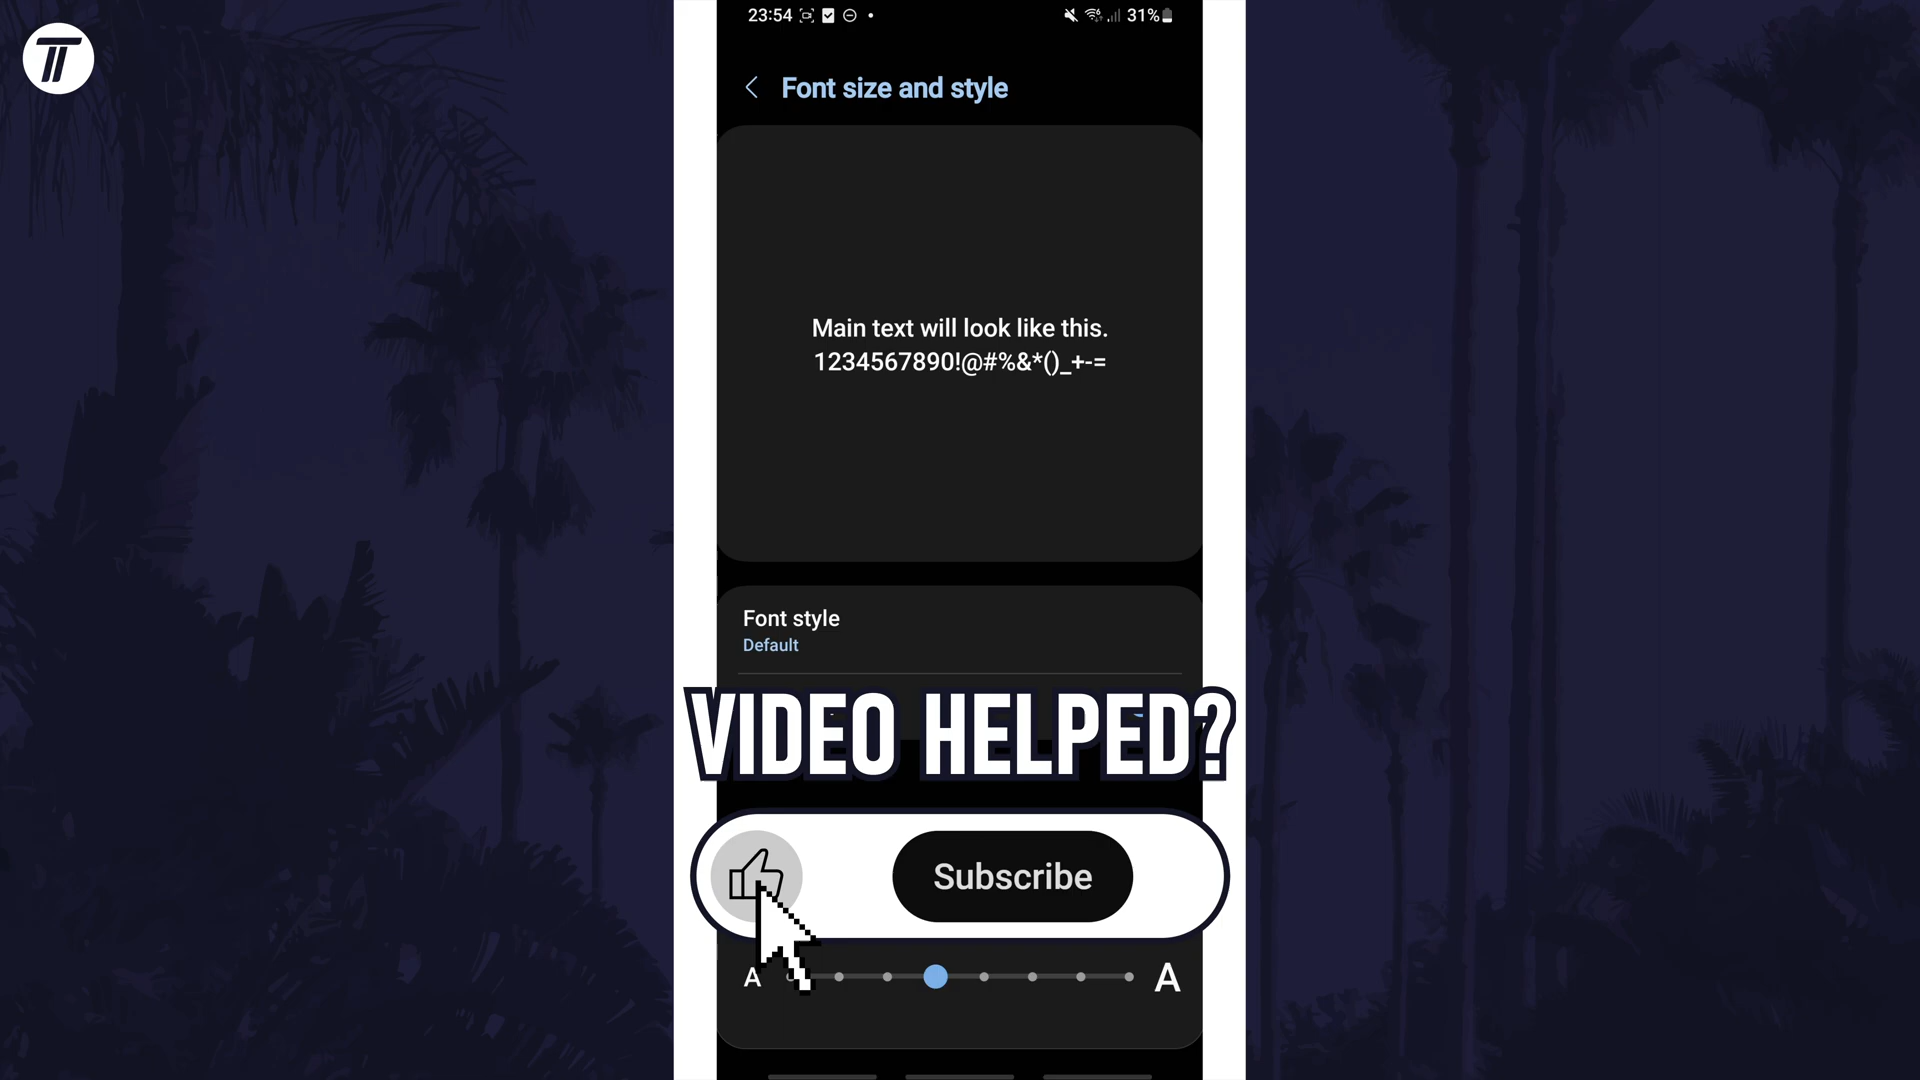 23:54
31%
Font size and style
Main text will look like this.
1234567890!@#%&*()_+-=
Font style
Default
VIDEO HELPED?
Subscribe
A A